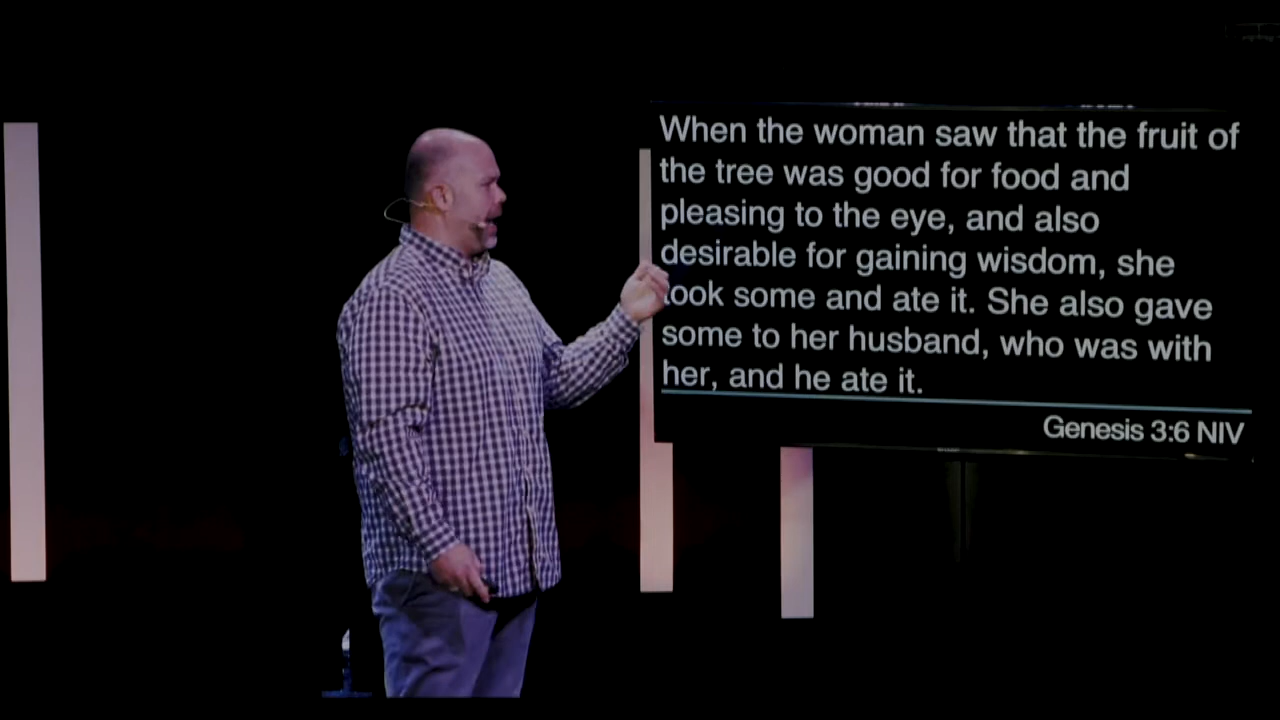 When the woman saw that the fruit of
the tree was good for food and
pleasing to the eye, and also
desirable for gaining wisdom, she
took some and ate it. She also gave
some to her husband, who was with
her, and he ate it.
Genesis 3:6 NIV